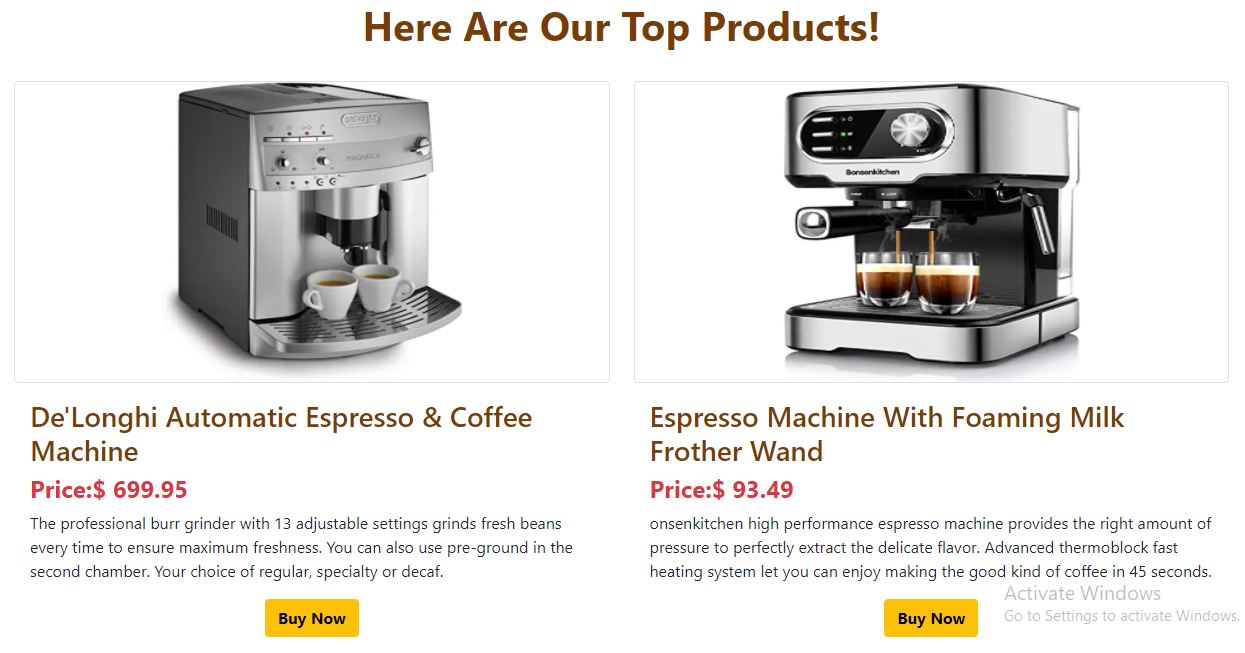 Here Are Our Top Products!
DeLonghi
MAGNIFICA
Bonsenkitchen
De'Longhi Automatic Espresso & Coffee
Machine
Price:$ 699.95
The professional burr grinder with 13 adjustable settings grinds fresh beans
every time to ensure maximum freshness. You can also use pre-ground in the
second chamber. Your choice of regular, specialty or decaf.
Buy Now
Espresso Machine With Foaming Milk
Frother Wand
Price:$ 93.49
onsenkitchen high performance espresso machine provides the right amount of
pressure to perfectly extract the delicate flavor. Advanced thermoblock fast
heating system let you can enjoy making the good kind of coffee in 45 seconds.
Buy Now
Activate Windows
Go to Settings to activate Windows.